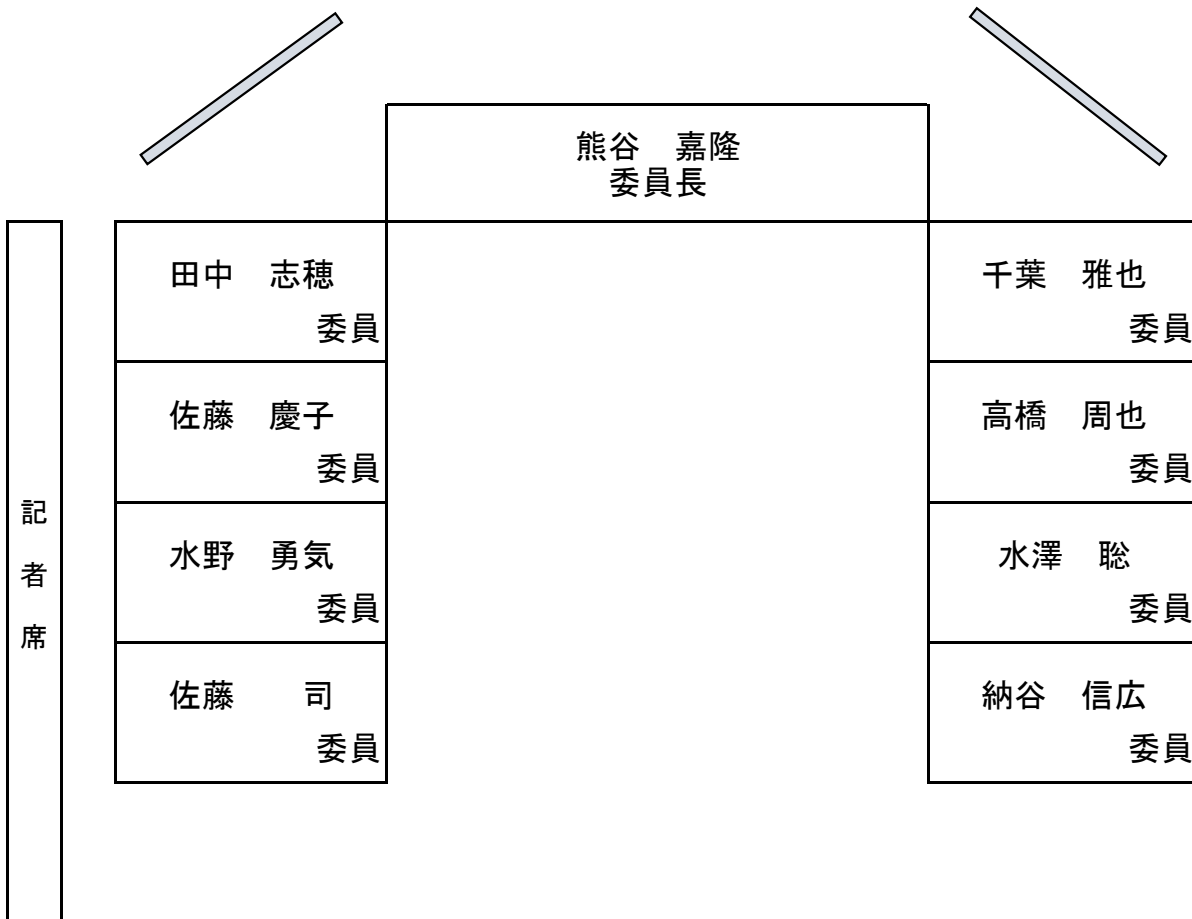 熊谷　嘉隆
委員長
田中　志穂
委員
佐藤　慶子
委員
水野　勇気
委員
佐藤　　司
委員
千葉　雅也
委員
高橋　周也
委員
水澤　聡
委員
納谷　信広
委員
記者席